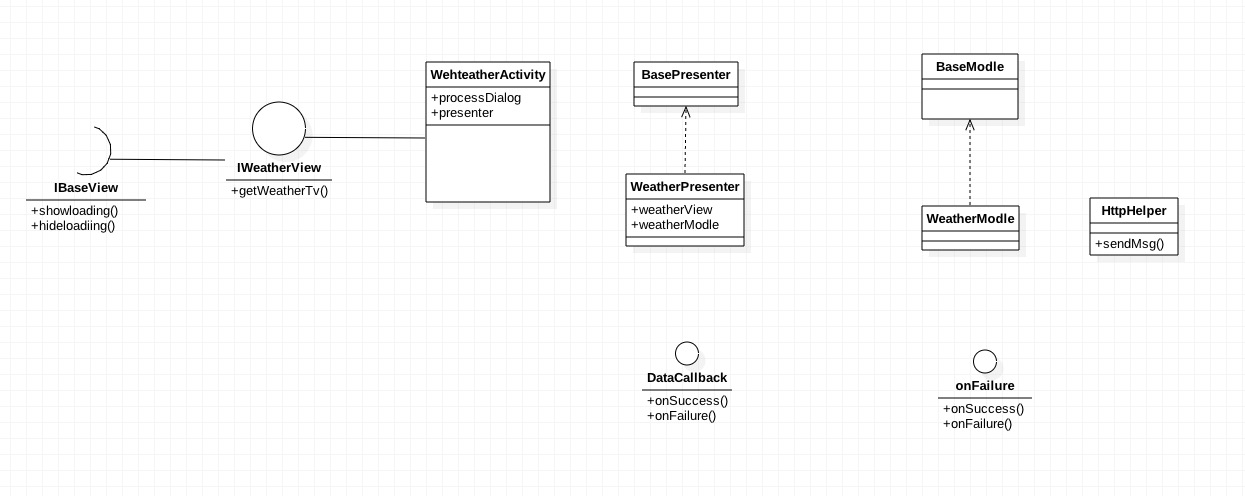 IBaseView
+showloading()
+hideloadiing()
IWeatherView
+getWeatherTv()
WehteatherActivity
+processDialog
+presenter
BasePresenter
WeatherPresenter
+weatherView
+weatherModle
BaseModle
WeatherModle
HttpHelper
+sendMsg()
DataCallback
+onSuccess()
+onFailure()
onFailure
+onSuccess()
+onFailure()